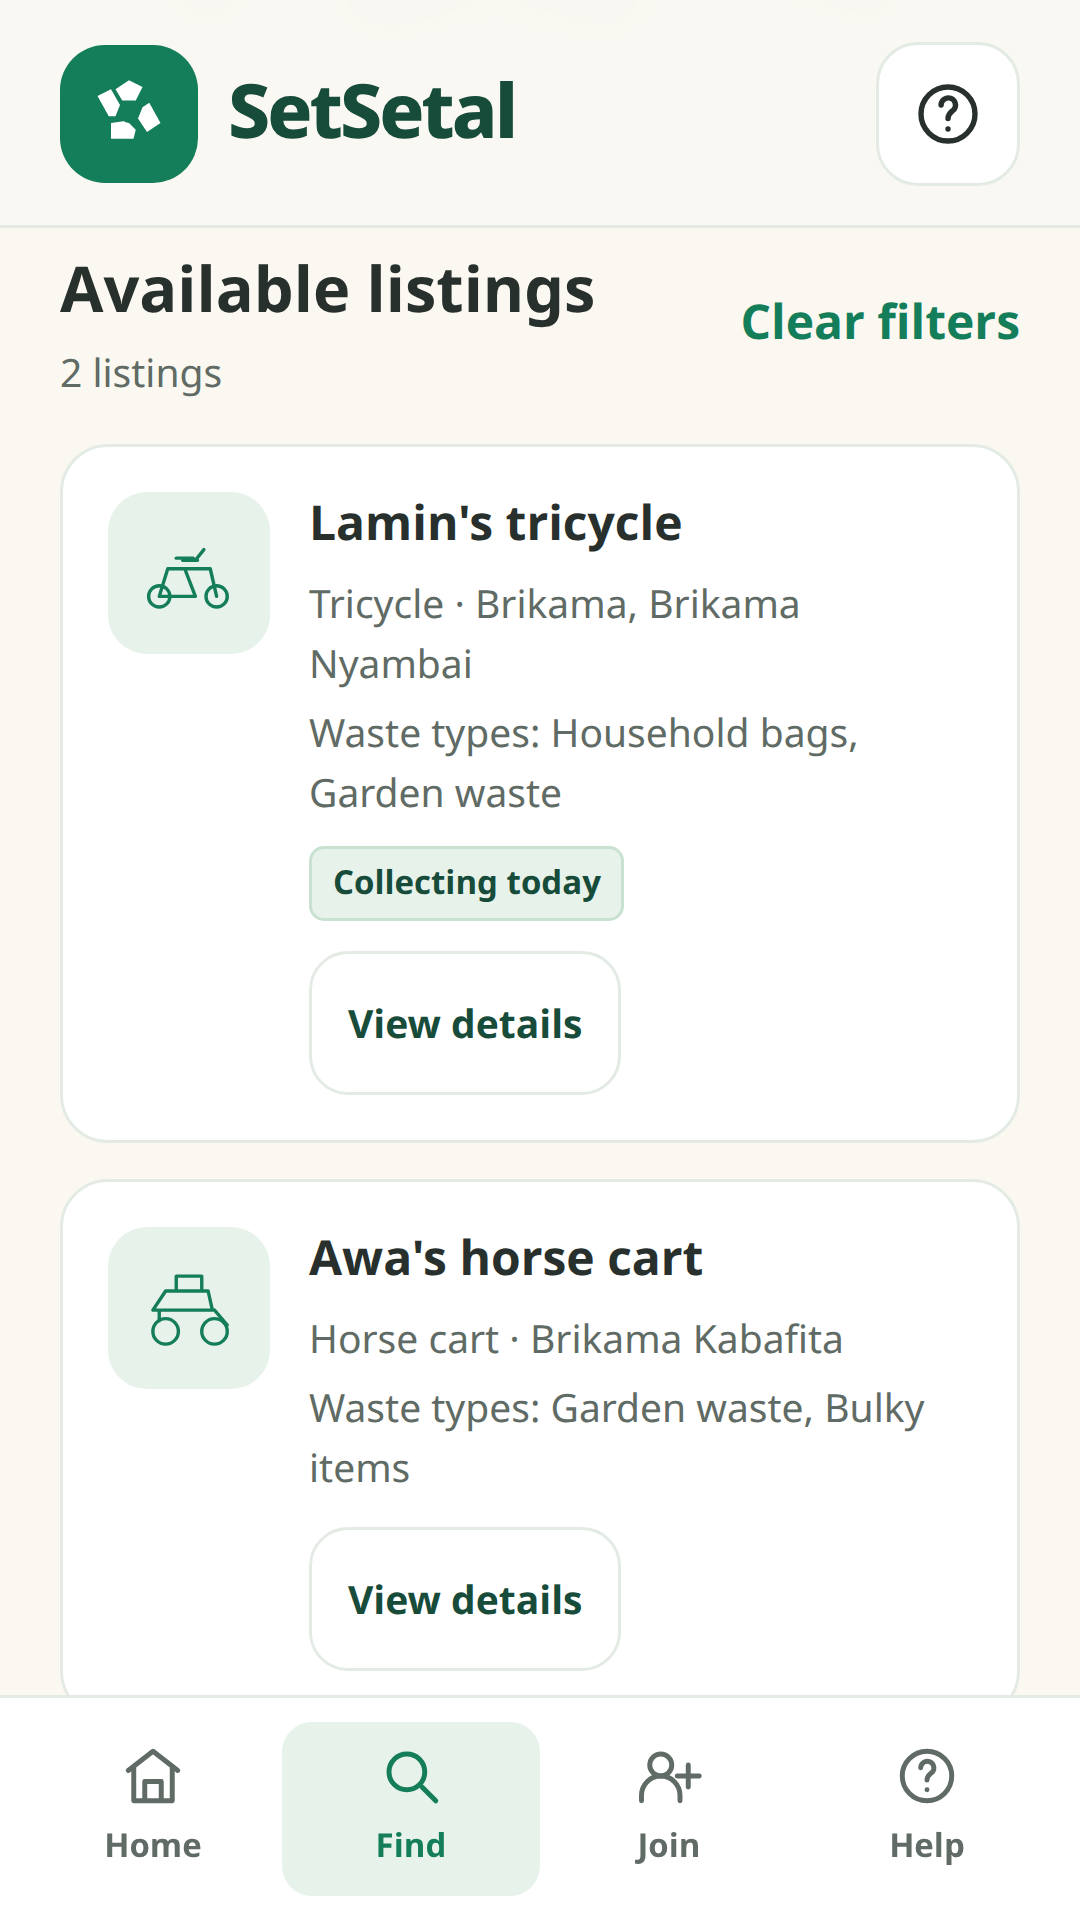 SetSetal
Available listings
Clear filters
2 listings
Lamin's tricycle
Tricycle · Brikama, Brikama
Nyambai
Waste types: Household bags,
Garden waste
Collecting today
View details
Awa's horse cart
Horse cart · Brikama Kabafita
Waste types: Garden waste, Bulky
items
View details
Home
Find
Join
Help